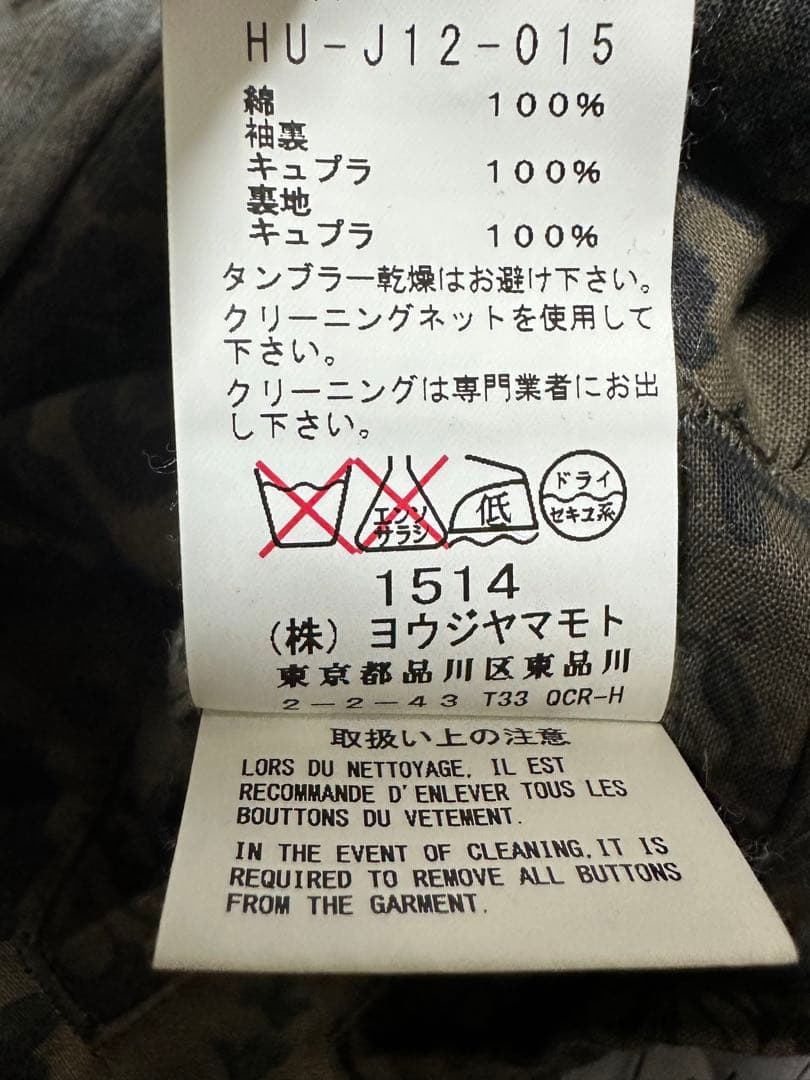 HU-J12-015
綿 100%
袖裏
キュプラ 100%
裏地
キュプラ 100%
タンブラー乾燥はお避け下さい。
クリーニングネットを使用して
下さい。
クリーニングは専門業者にお出
し下さい。
エンソ
サラシ
低
ドライ
セキユ系
1514
(株)ヨウジヤマモト
東京都品川区東品川
2-2-43 T33 QCR-H
取扱い上の注意
LORS DU NETTOYAGE, IL EST
RECOMMANDE D'ENLEVER TOUS LES
BOUTTONS DU VETEMENT.
IN THE EVENT OF CLEANING, IT IS
REQUIRED TO REMOVE ALL BUTTONS
FROM THE GARMENT.